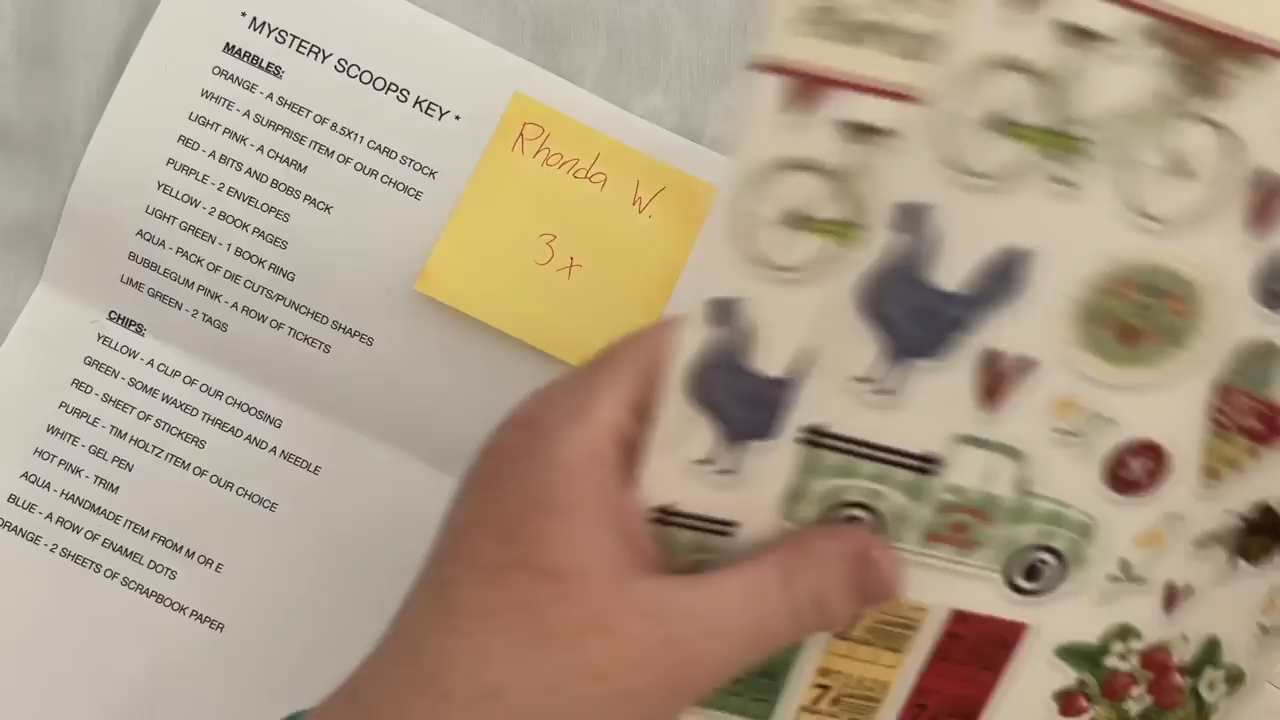 * MYSTERY SCOOPS KEY *
MARBLES:
ORANGE - A SHEET OF 8.5X11 CARD STOCK
WHITE - A SURPRISE ITEM OF OUR CHOICE
LIGHT PINK - A CHARM
RED - A BITS AND BOBS PACK
PURPLE - 2 ENVELOPES
YELLOW - 2 BOOK PAGES
LIGHT GREEN - 1 BOOK RING
AQUA - PACK OF DIE CUTS/PUNCHED SHAPES
BUBBLEGUM PINK - A ROW OF TICKETS
LIME GREEN - 2 TAGS
CHIPS:
YELLOW - A CLIP OF OUR CHOOSING
GREEN - SOME WAXED THREAD AND A NEEDLE
RED - SHEET OF STICKERS
PURPLE - TIM HOLTZ ITEM OF OUR CHOICE
WHITE - GEL PEN
HOT PINK - TRIM
AQUA - HANDMADE ITEM FROM M OR E
BLUE - A ROW OF ENAMEL DOTS
ORANGE - 2 SHEETS OF SCRAPBOOK PAPER
Rhonda W.
3x
7